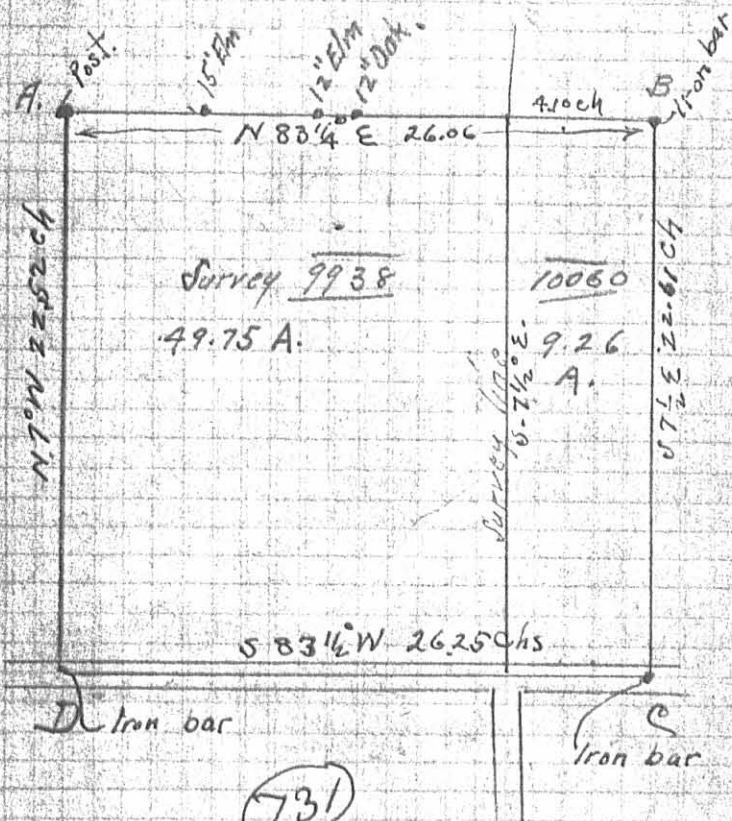 A. Post. 15" Elm 12" Elm 12" Oak. B Iron bar
4.10 ch
N 83¼ E 26.06
N 7° W 22.52 ch
Survey 9938
49.75 A.
10060
9.26
A.
Survey line
S-7½° E.
S 7½ E 22.61 Ch
S 83½° W 26.25 Chs
D Iron bar
C
Iron bar
731